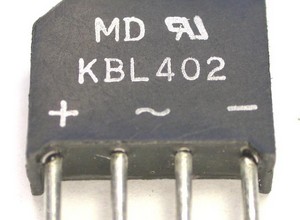 MD
KBL402
+ ~ −